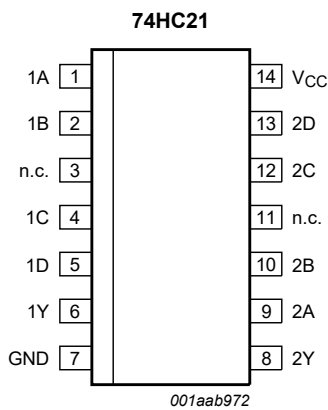 74HC21
1A 1 14 VCC
1B 2 13 2D
n.c. 3 12 2C
1C 4 11 n.c.
1D 5 10 2B
1Y 6 9 2A
GND 7 8 2Y
001aab972